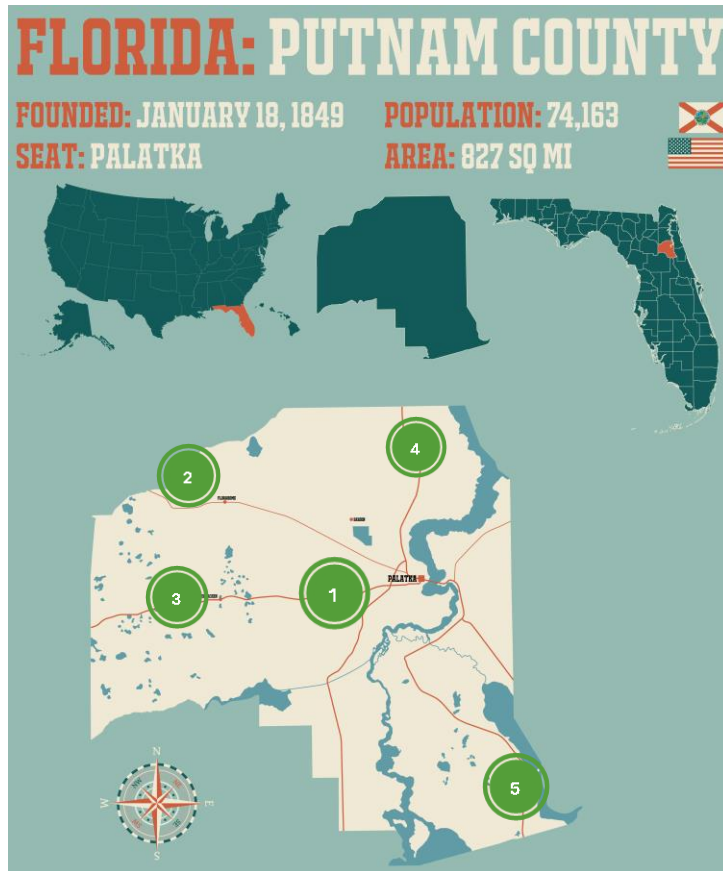 FLORIDA: PUTNAM COUNTY
FOUNDED: JANUARY 18, 1849
POPULATION: 74,163
SEAT: PALATKA
AREA: 827 SQ MI
4
2
PALATKA
3
1
5
N
W
E
S